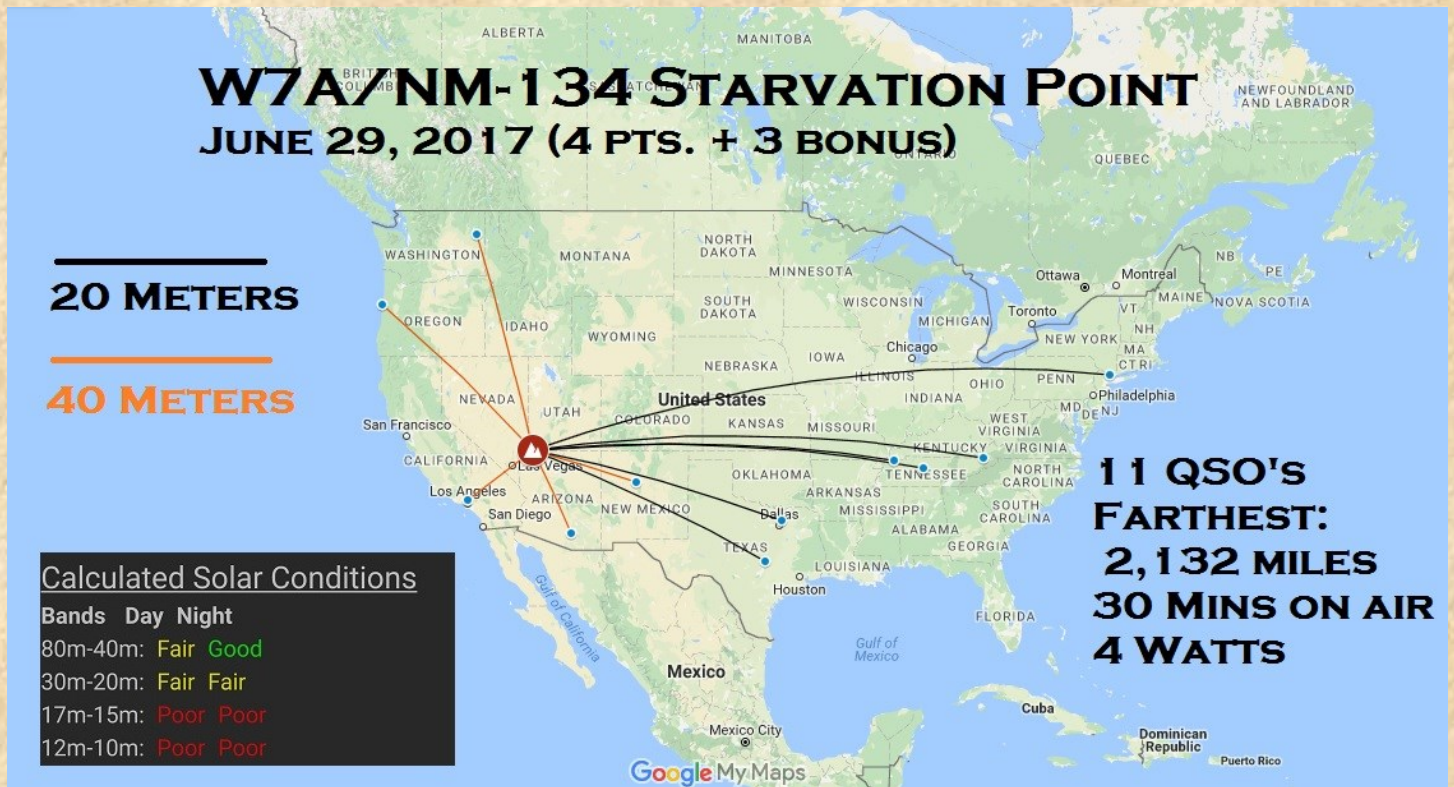 W7A/NM-134 STARVATION POINT
JUNE 29, 2017 (4 PTS. + 3 BONUS)
ALBERTA
MANITOBA
BRITISH
COLUMBIA
SASKATCHEWAN
ONTARIO
QUEBEC
NEWFOUNDLAND
AND LABRADOR
20 METERS
40 METERS
WASHINGTON
MONTANA
NORTH
DAKOTA
MINNESOTA
Ottawa
Montreal
NB
PE
MAINE
NOVA SCOTIA
OREGON
IDAHO
SOUTH
DAKOTA
WISCONSIN
MICHIGAN
Toronto
VT
NH
WYOMING
NEW YORK
MA
CT RI
NEBRASKA
IOWA
Chicago
ILLINOIS
INDIANA
OHIO
PENN
Philadelphia
MD DE NJ
NEVADA
UTAH
COLORADO
United States
KANSAS
MISSOURI
WEST
VIRGINIA
KENTUCKY
VIRGINIA
San Francisco
CALIFORNIA
Las Vegas
OKLAHOMA
TENNESSEE
NORTH
CAROLINA
Los Angeles
ARIZONA
NEW MEXICO
ARKANSAS
San Diego
Dallas
MISSISSIPPI
SOUTH
CAROLINA
ALABAMA
TEXAS
GEORGIA
LOUISIANA
Houston
FLORIDA
Gulf of California
Gulf of
Mexico
Mexico
Mexico City
Cuba
Dominican
Republic
Puerto Rico
11 QSO'S
FARTHEST:
2,132 MILES
30 MINS ON AIR
4 WATTS
Calculated Solar Conditions
Bands Day Night
80m-40m: Fair Good
30m-20m: Fair Fair
17m-15m: Poor Poor
12m-10m: Poor Poor
Google My Maps